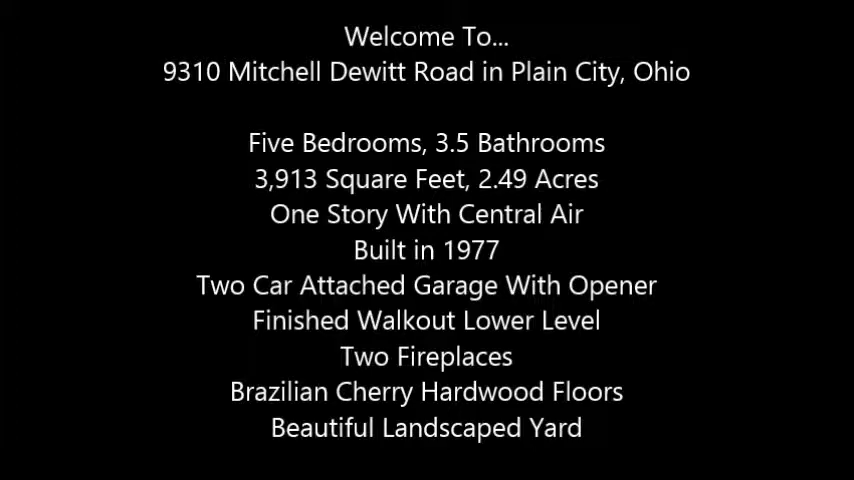 Welcome To...
9310 Mitchell Dewitt Road in Plain City, Ohio
Five Bedrooms, 3.5 Bathrooms
3,913 Square Feet, 2.49 Acres
One Story With Central Air
Built in 1977
Two Car Attached Garage With Opener
Finished Walkout Lower Level
Two Fireplaces
Brazilian Cherry Hardwood Floors
Beautiful Landscaped Yard